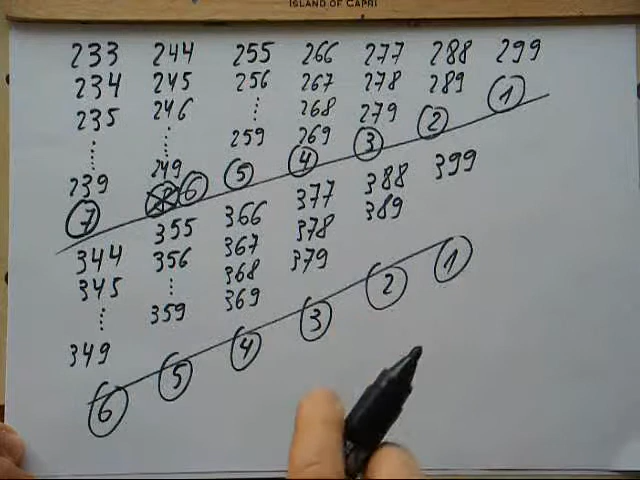 ISLAND OF CAPRI
233 244 255 266 277 288 299
234 245 256 267 278 289
235 246 ⋮ 268 279
⋮ ⋮ 259 269
239 249
7 6 5 4 3 2 1
344 355 366 377 388 399
345 356 367 378 389
⋮ ⋮ 368 379
349 359 369
6 5 4 3 2 1